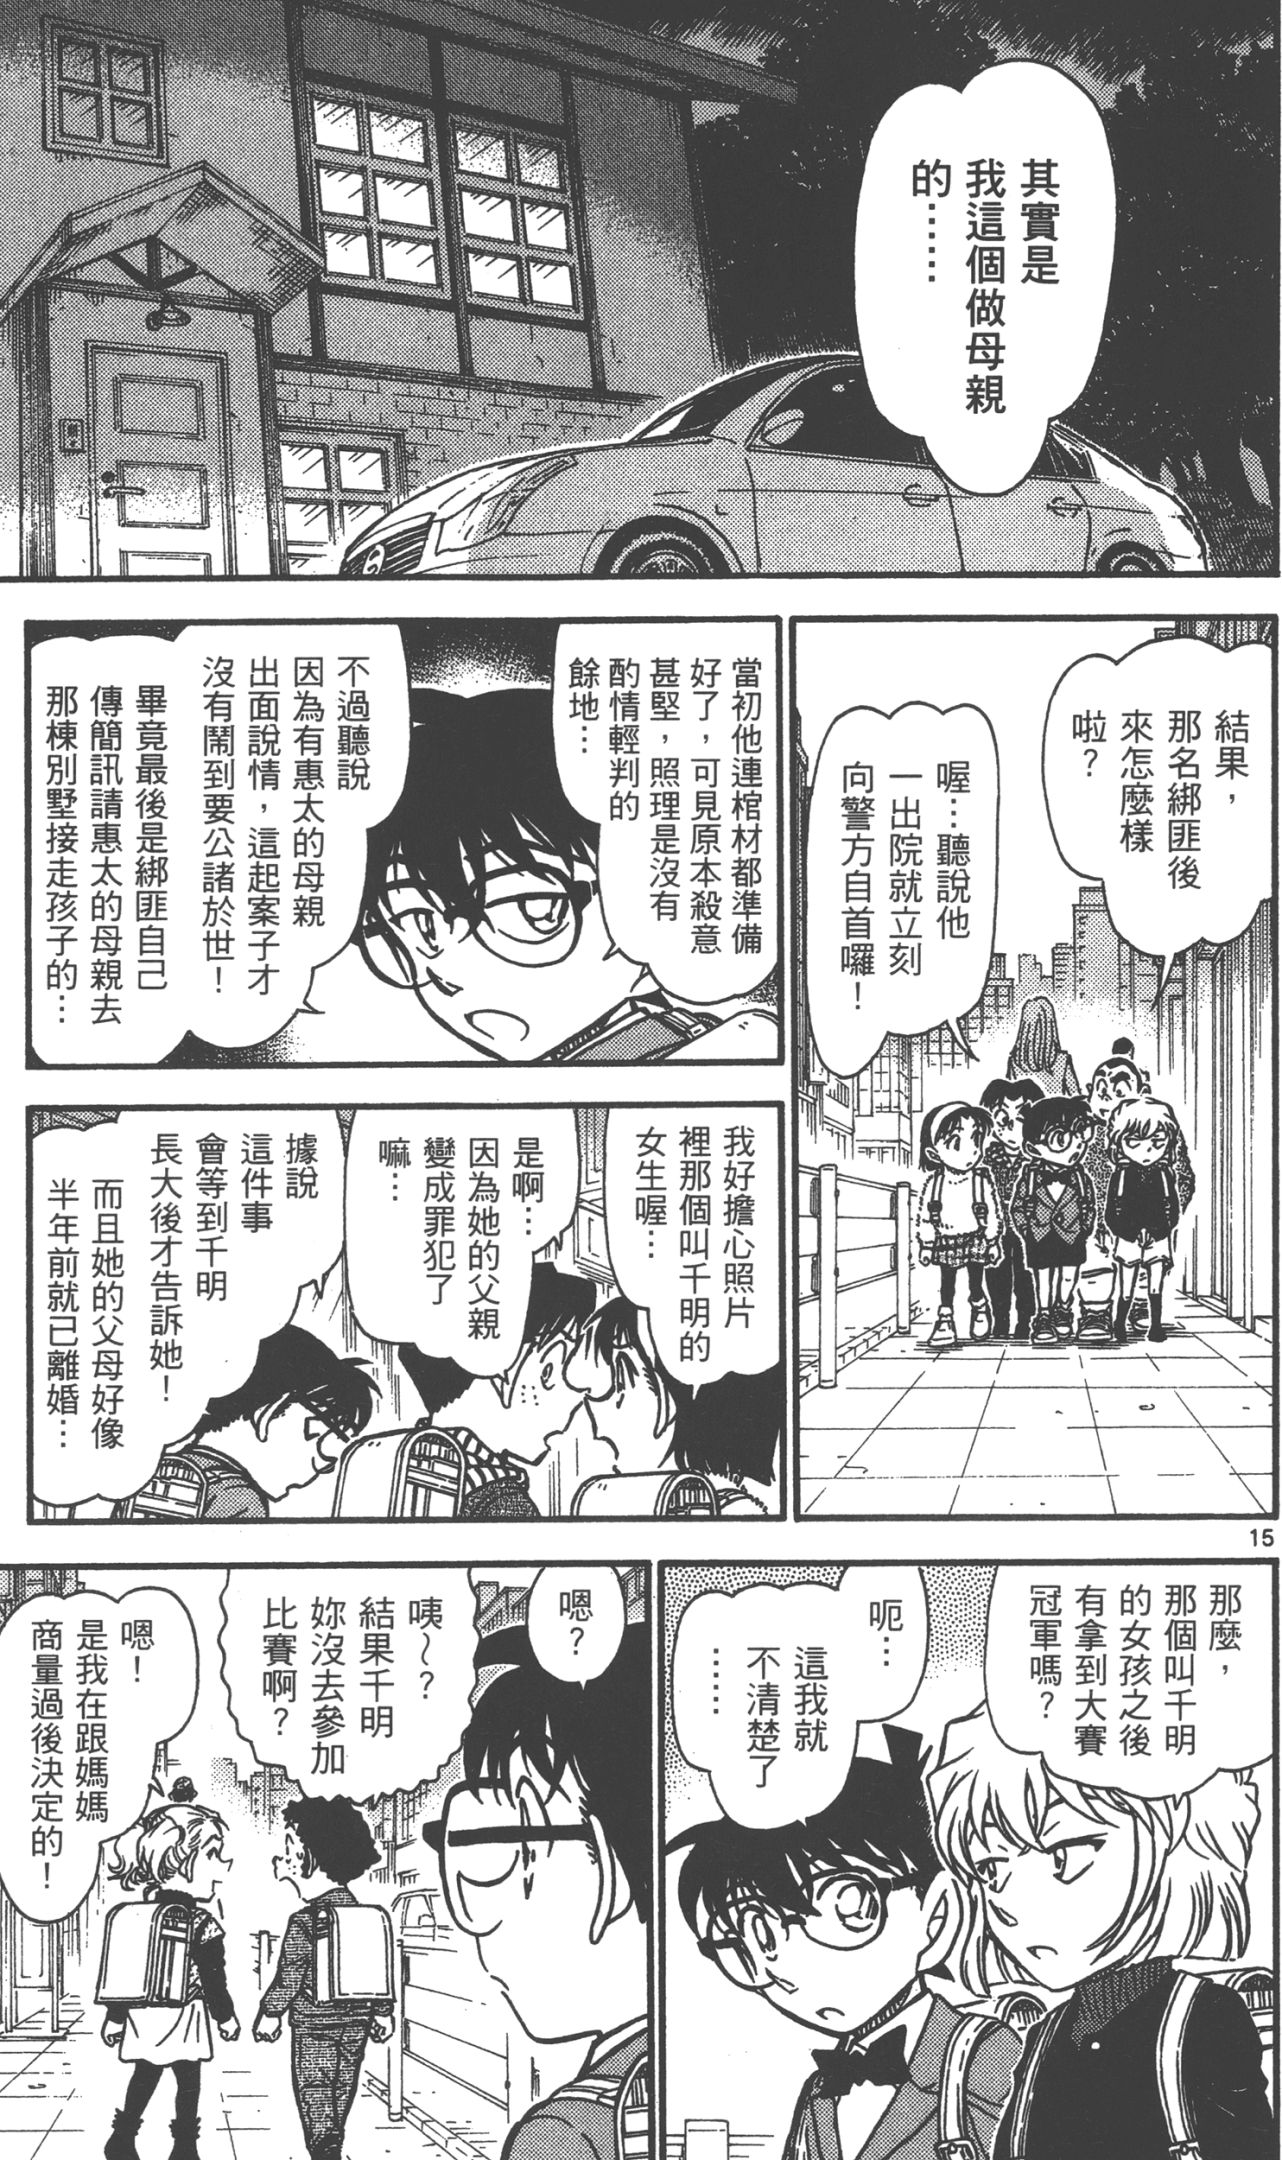 其實是
我這個做母親
的……
結果，
那名綁匪後
來怎麼樣
啦？
喔…聽說他
一出院就立刻
向警方自首囉！
當初他連棺材都準備
好了，可見原本殺意
甚堅，照理是沒有
酌情輕判的
餘地…
不過聽說
因為有惠太的母親
出面說情，這起案子才
沒有鬧到要公諸於世！
畢竟最後是綁匪自己
傳簡訊請惠太的母親去
那棟別墅接走孩子的…
我好擔心照片
裡那個叫千明的
女生喔…
是啊…
因為她的父親
變成罪犯了
嘛…
據說
這件事
會等到千明
長大後才告訴她！
而且她的父母好像
半年前就已離婚…
15
那麼，
那個叫千明
的女孩之後
有拿到大賽
冠軍嗎？
呃…
這我就
不清楚了
……
嗯？
咦～？
結果千明
妳沒去參加
比賽啊？
嗯！
是我在跟媽媽
商量過後決定的！